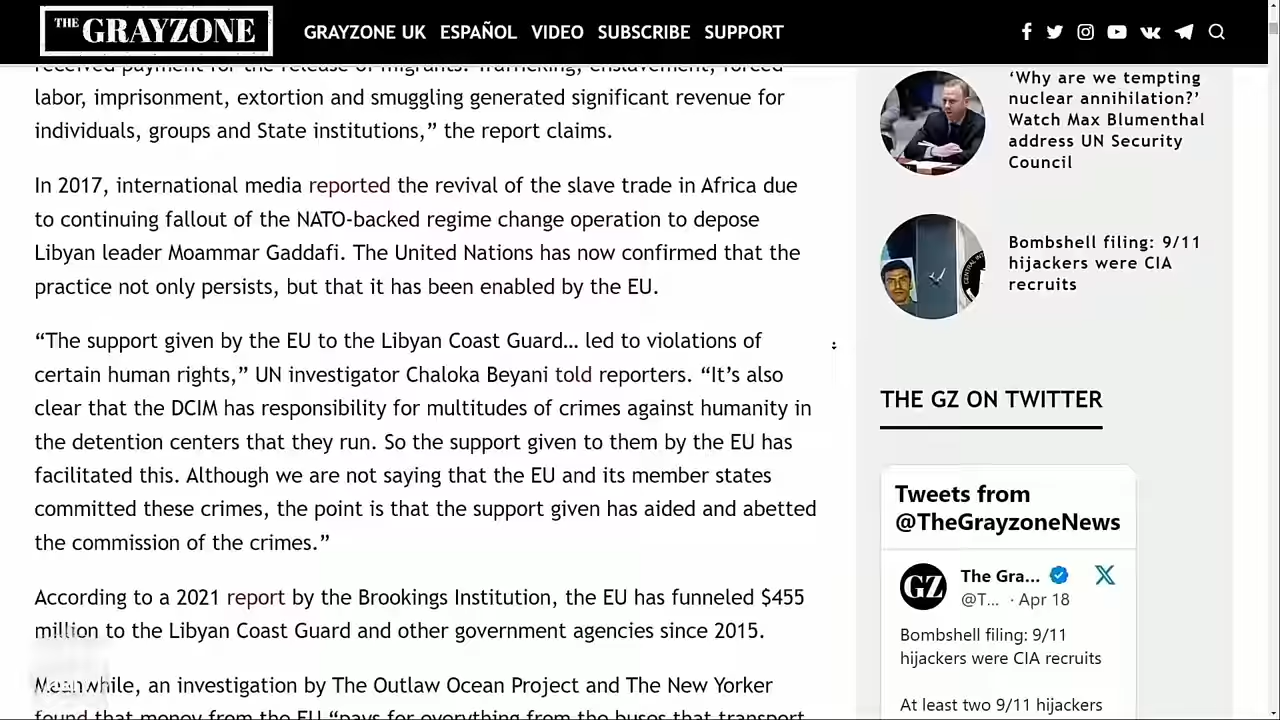 THE GRAYZONE
GRAYZONE UK ESPAÑOL VIDEO SUBSCRIBE SUPPORT
received payment for the release of migrants. Trafficking, enslavement, forced
labor, imprisonment, extortion and smuggling generated significant revenue for
individuals, groups and State institutions,” the report claims.
In 2017, international media reported the revival of the slave trade in Africa due
to continuing fallout of the NATO-backed regime change operation to depose
Libyan leader Moammar Gaddafi. The United Nations has now confirmed that the
practice not only persists, but that it has been enabled by the EU.
“The support given by the EU to the Libyan Coast Guard… led to violations of
certain human rights,” UN investigator Chaloka Beyani told reporters. “It’s also
clear that the DCIM has responsibility for multitudes of crimes against humanity in
the detention centers that they run. So the support given to them by the EU has
facilitated this. Although we are not saying that the EU and its member states
committed these crimes, the point is that the support given has aided and abetted
the commission of the crimes.”
According to a 2021 report by the Brookings Institution, the EU has funneled $455
million to the Libyan Coast Guard and other government agencies since 2015.
Meanwhile, an investigation by The Outlaw Ocean Project and The New Yorker
found that money from the EU “pays for everything from the buses that transport
‘Why are we tempting
nuclear annihilation?’
Watch Max Blumenthal
address UN Security
Council
Bombshell filing: 9/11
hijackers were CIA
recruits
THE GZ ON TWITTER
Tweets from
@TheGrayzoneNews
GZ
The Gra...
@T... · Apr 18
Bombshell filing: 9/11
hijackers were CIA recruits
At least two 9/11 hijackers